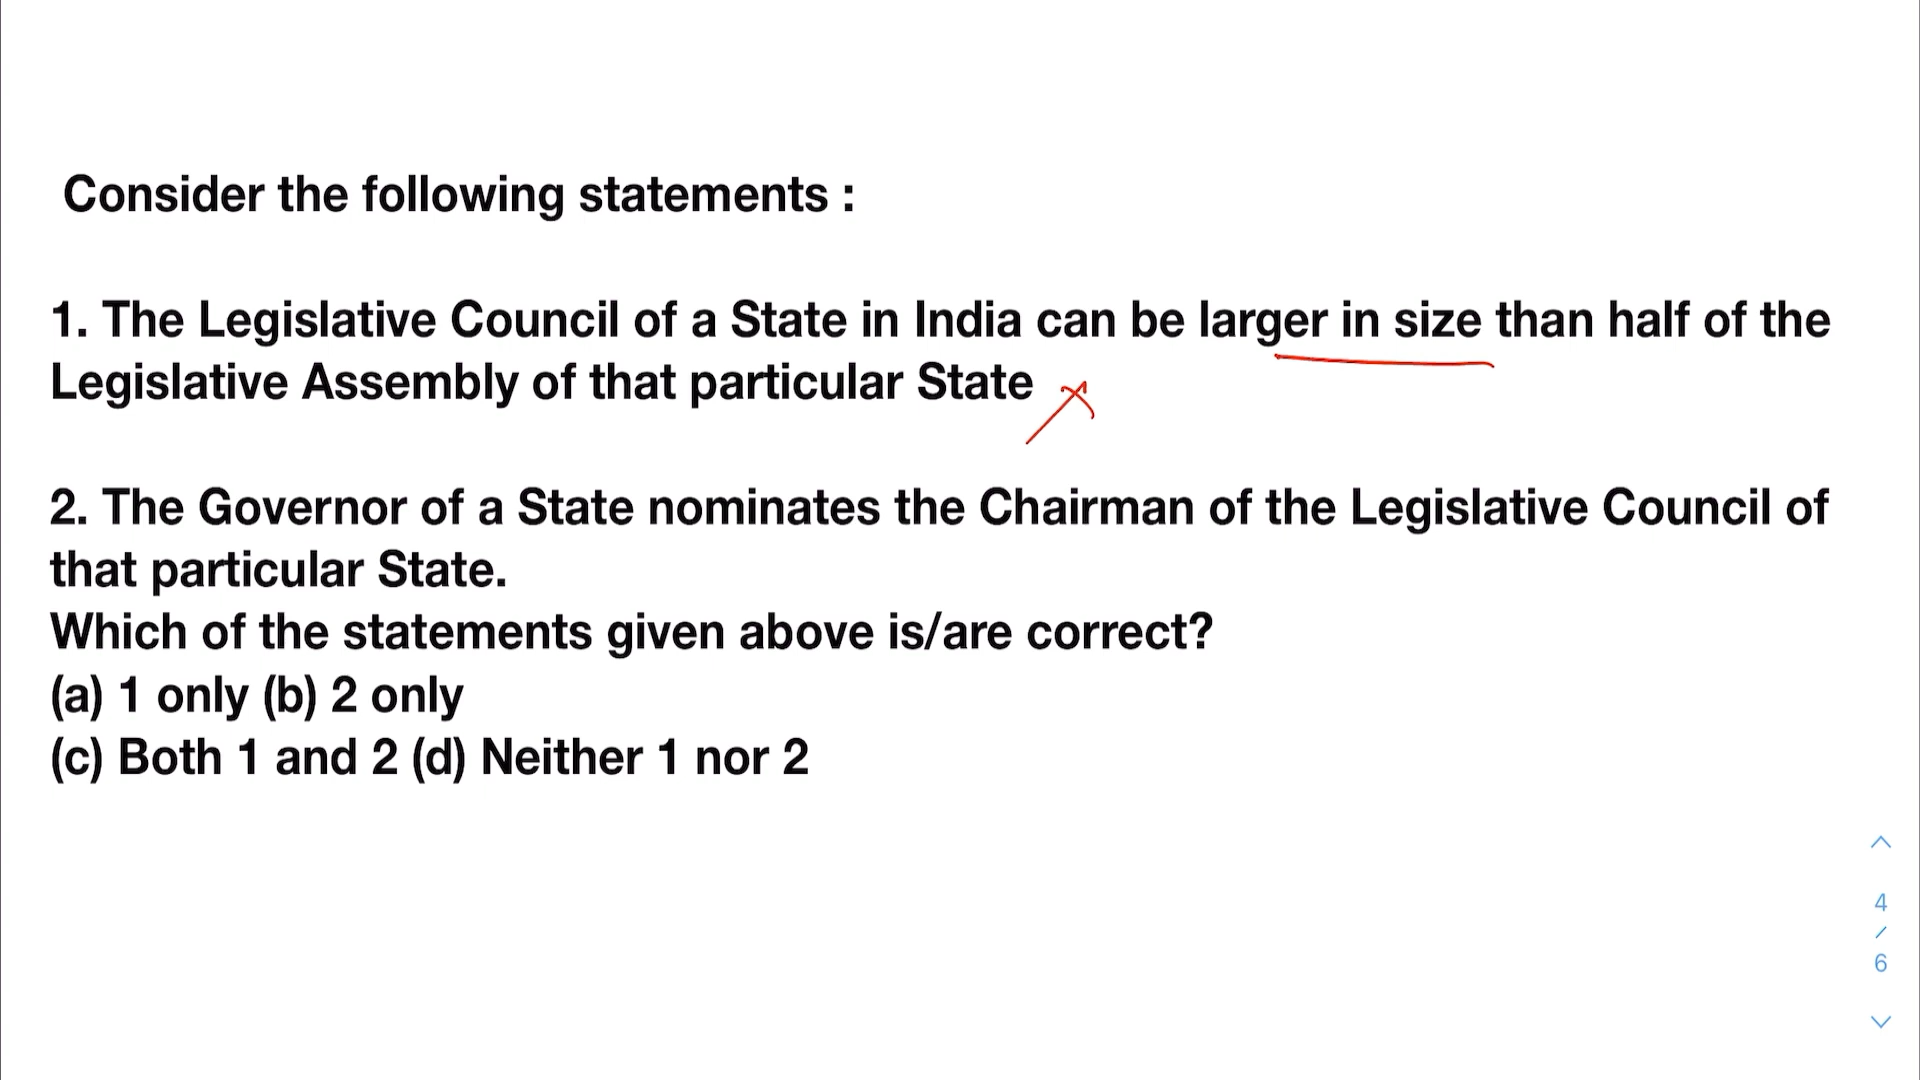 Consider the following statements :
1. The Legislative Council of a State in India can be larger in size than half of the
Legislative Assembly of that particular State
2. The Governor of a State nominates the Chairman of the Legislative Council of
that particular State.
Which of the statements given above is/are correct?
(a) 1 only (b) 2 only
(c) Both 1 and 2 (d) Neither 1 nor 2
4
/
6